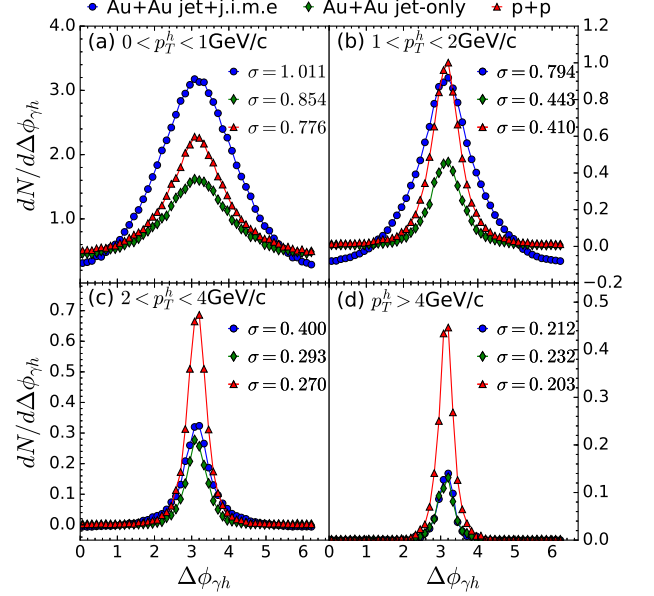 Au+Au jet+j.i.m.e Au+Au jet-only p+p
(a) 0 < p_T^h < 1GeV/c
σ = 1.011
σ = 0.854
σ = 0.776
4.0
3.0
2.0
1.0
dN/dΔϕ_γh
(b) 1 < p_T^h < 2GeV/c
σ = 0.794
σ = 0.443
σ = 0.410
1.2
1.0
0.8
0.6
0.4
0.2
0.0
−0.2
(c) 2 < p_T^h < 4GeV/c
σ = 0.400
σ = 0.293
σ = 0.270
0.7
0.6
0.5
0.4
0.3
0.2
0.1
0.0
dN/dΔϕ_γh
0 1 2 3 4 5 6
Δϕ_γh
(d) p_T^h > 4GeV/c
σ = 0.212
σ = 0.232
σ = 0.203
0.5
0.4
0.3
0.2
0.1
0.0
0 1 2 3 4 5 6
Δϕ_γh